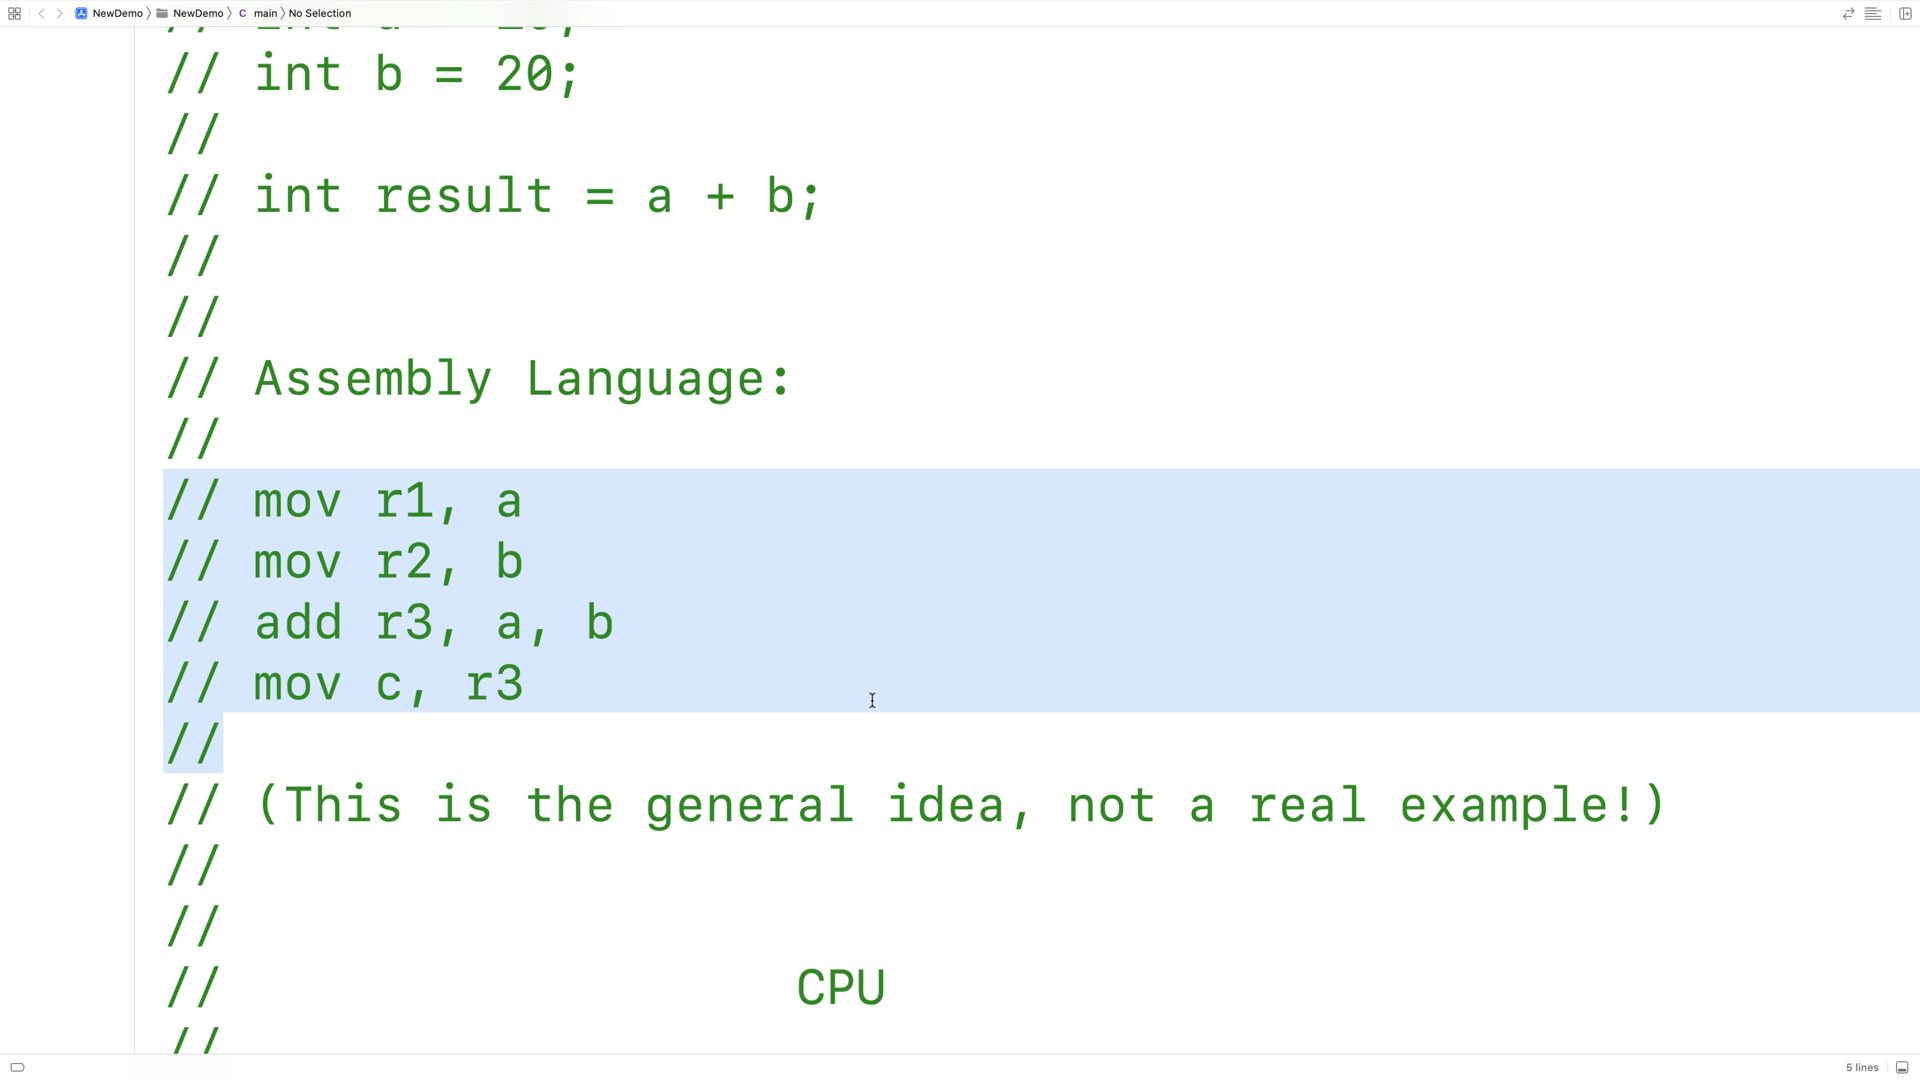 NewDemo 〉 NewDemo 〉 C main 〉 No Selection
// int b = 20;
//
// int result = a + b;
//
//
// Assembly Language:
//
// mov r1, a
// mov r2, b
// add r3, a, b
// mov c, r3
//
// (This is the general idea, not a real example!)
//
//
// CPU
//
5 lines